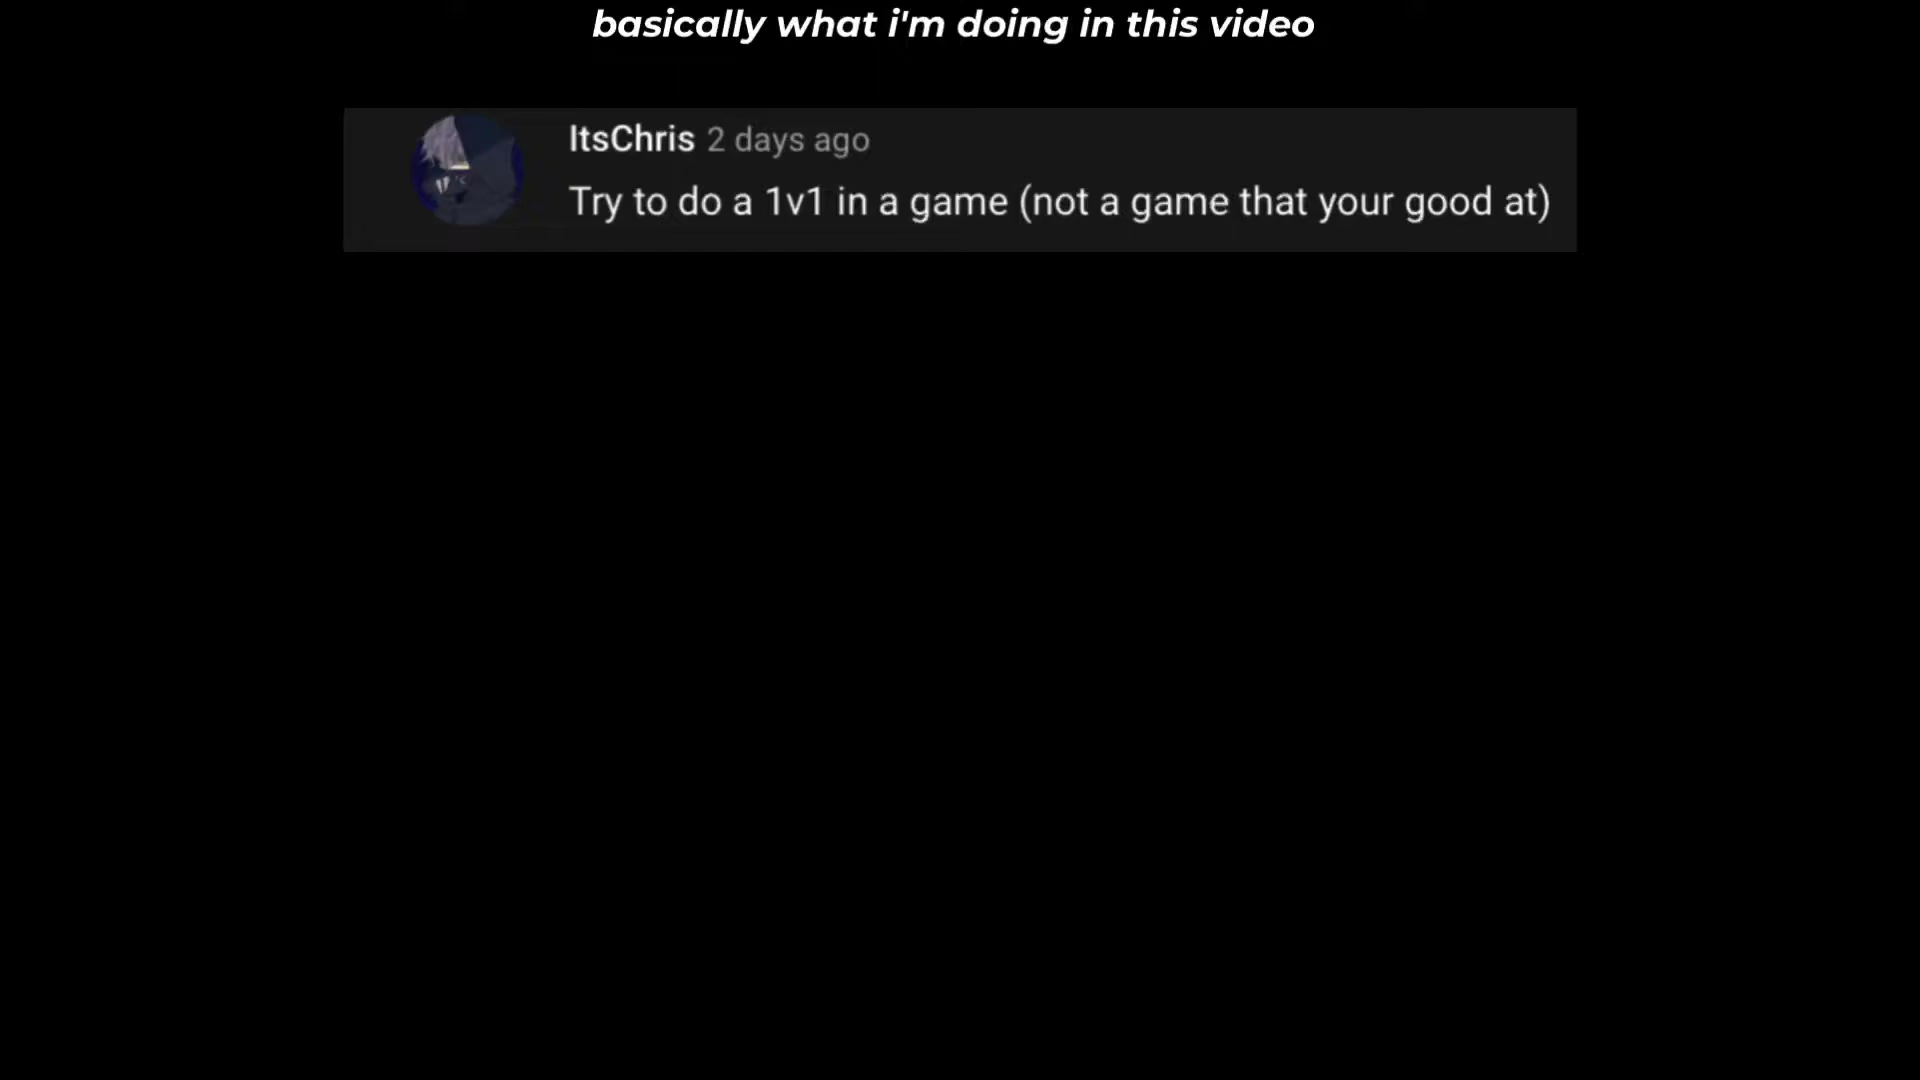 basically what i'm doing in this video
ItsChris 2 days ago
Try to do a 1v1 in a game (not a game that your good at)